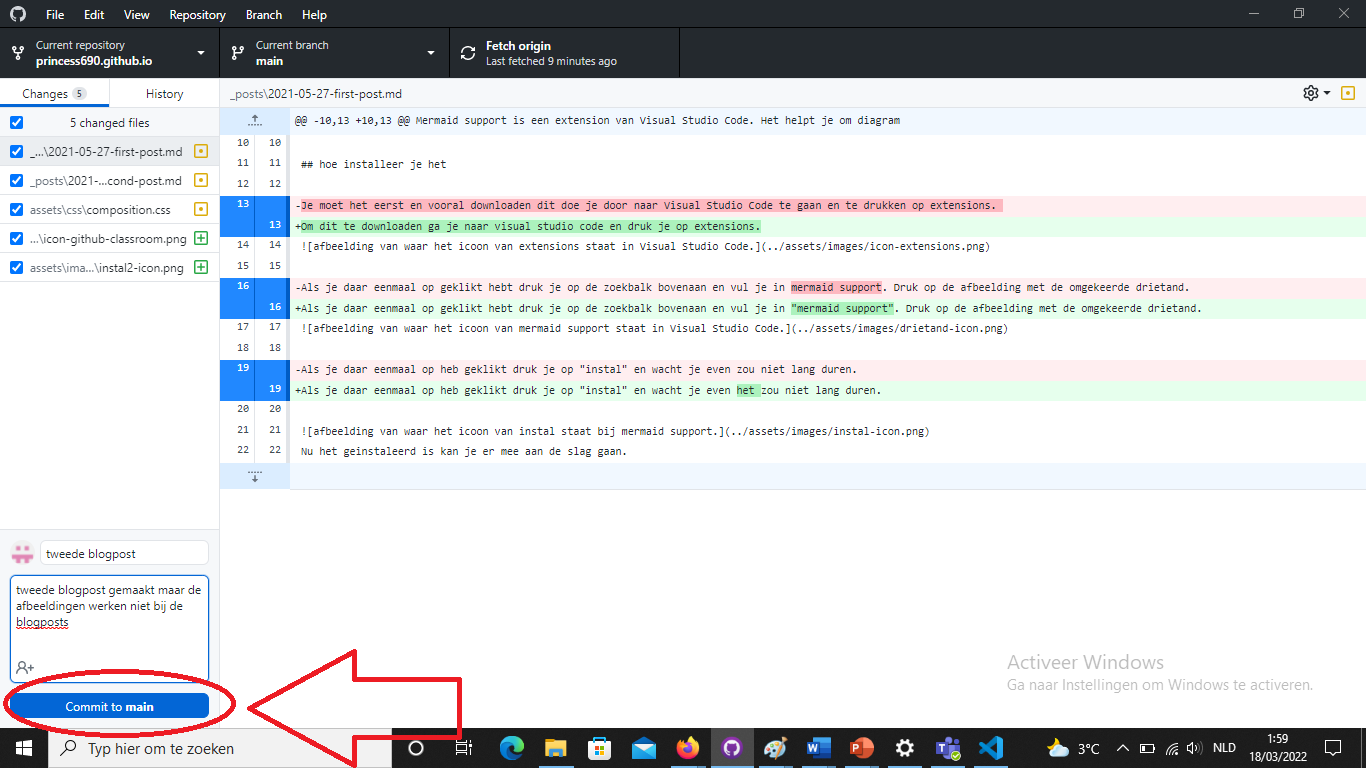 File Edit View Repository Branch Help
Current repository
princess690.github.io
Current branch
main
Fetch origin
Last fetched 9 minutes ago
Changes 5 History
_posts\2021-05-27-first-post.md
5 changed files
_...\2021-05-27-first-post.md
_posts\2021-...cond-post.md
assets\css\composition.css
...\icon-github-classroom.png
assets\ima...\instal2-icon.png
@@ -10,13 +10,13 @@ Mermaid support is een extension van Visual Studio Code. Het helpt je om diagram
10 10
11 11 ## hoe installeer je het
12 12
13 -Je moet het eerst en vooral downloaden dit doe je door naar Visual Studio Code te gaan en te drukken op extensions.
13 +Om dit te downloaden ga je naar visual studio code en druk je op extensions.
14 14 ![afbeelding van waar het icoon van extensions staat in Visual Studio Code.](../assets/images/icon-extensions.png)
15 15
16 -Als je daar eenmaal op geklikt hebt druk je op de zoekbalk bovenaan en vul je in mermaid support. Druk op de afbeelding met de omgekeerde drietand.
16 +Als je daar eenmaal op geklikt hebt druk je op de zoekbalk bovenaan en vul je in "mermaid support". Druk op de afbeelding met de omgekeerde drietand.
17 17 ![afbeelding van waar het icoon van mermaid support staat in Visual Studio Code.](../assets/images/drietand-icon.png)
18 18
19 -Als je daar eenmaal op heb geklikt druk je op "instal" en wacht je even zou niet lang duren.
19 +Als je daar eenmaal op heb geklikt druk je op "instal" en wacht je even het zou niet lang duren.
20 20
21 21 ![afbeelding van waar het icoon van instal staat bij mermaid support.](../assets/images/instal-icon.png)
22 22 Nu het geinstaleerd is kan je er mee aan de slag gaan.
tweede blogpost
tweede blogpost gemaakt maar de
afbeeldingen werken niet bij de
blogposts
Commit to main
Activeer Windows
Ga naar Instellingen om Windows te activeren.
Typ hier om te zoeken
3°C
NLD
1:59
18/03/2022